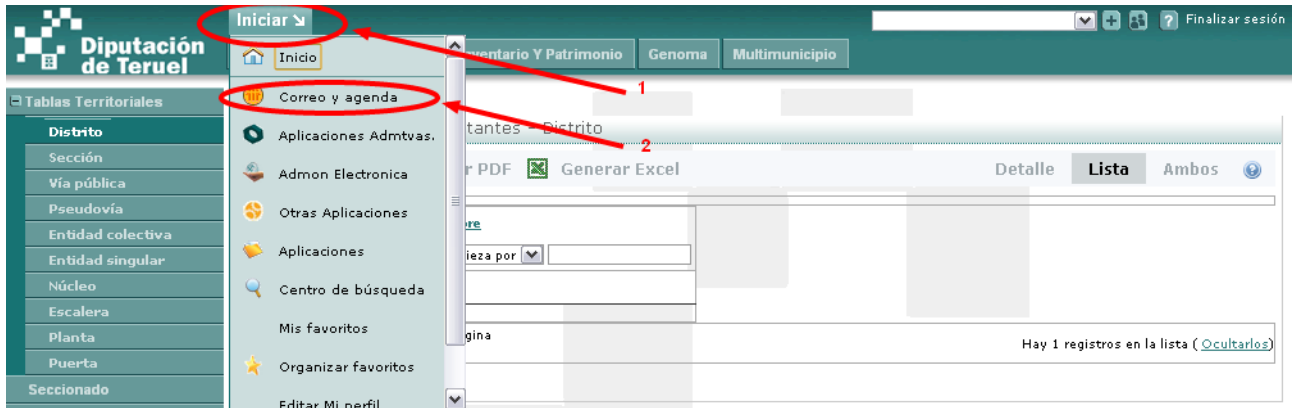 Diputación
de Teruel
Iniciar
Finalizar sesión
nventario Y Patrimonio
Genoma
Multimunicipio
Tablas Territoriales
Distrito
Sección
Vía pública
Pseudovía
Entidad colectiva
Entidad singular
Núcleo
Escalera
Planta
Puerta
Seccionado
Inicio
Correo y agenda
Aplicaciones Admtvas.
Admon Electronica
Otras Aplicaciones
Aplicaciones
Centro de búsqueda
Mis favoritos
Organizar favoritos
Editar Mi perfil
1
2
tantes - Distrito
r PDF
Generar Excel
Detalle
Lista
Ambos
bre
ieza por
gina
Hay 1 registros en la lista ( Ocultarlos)